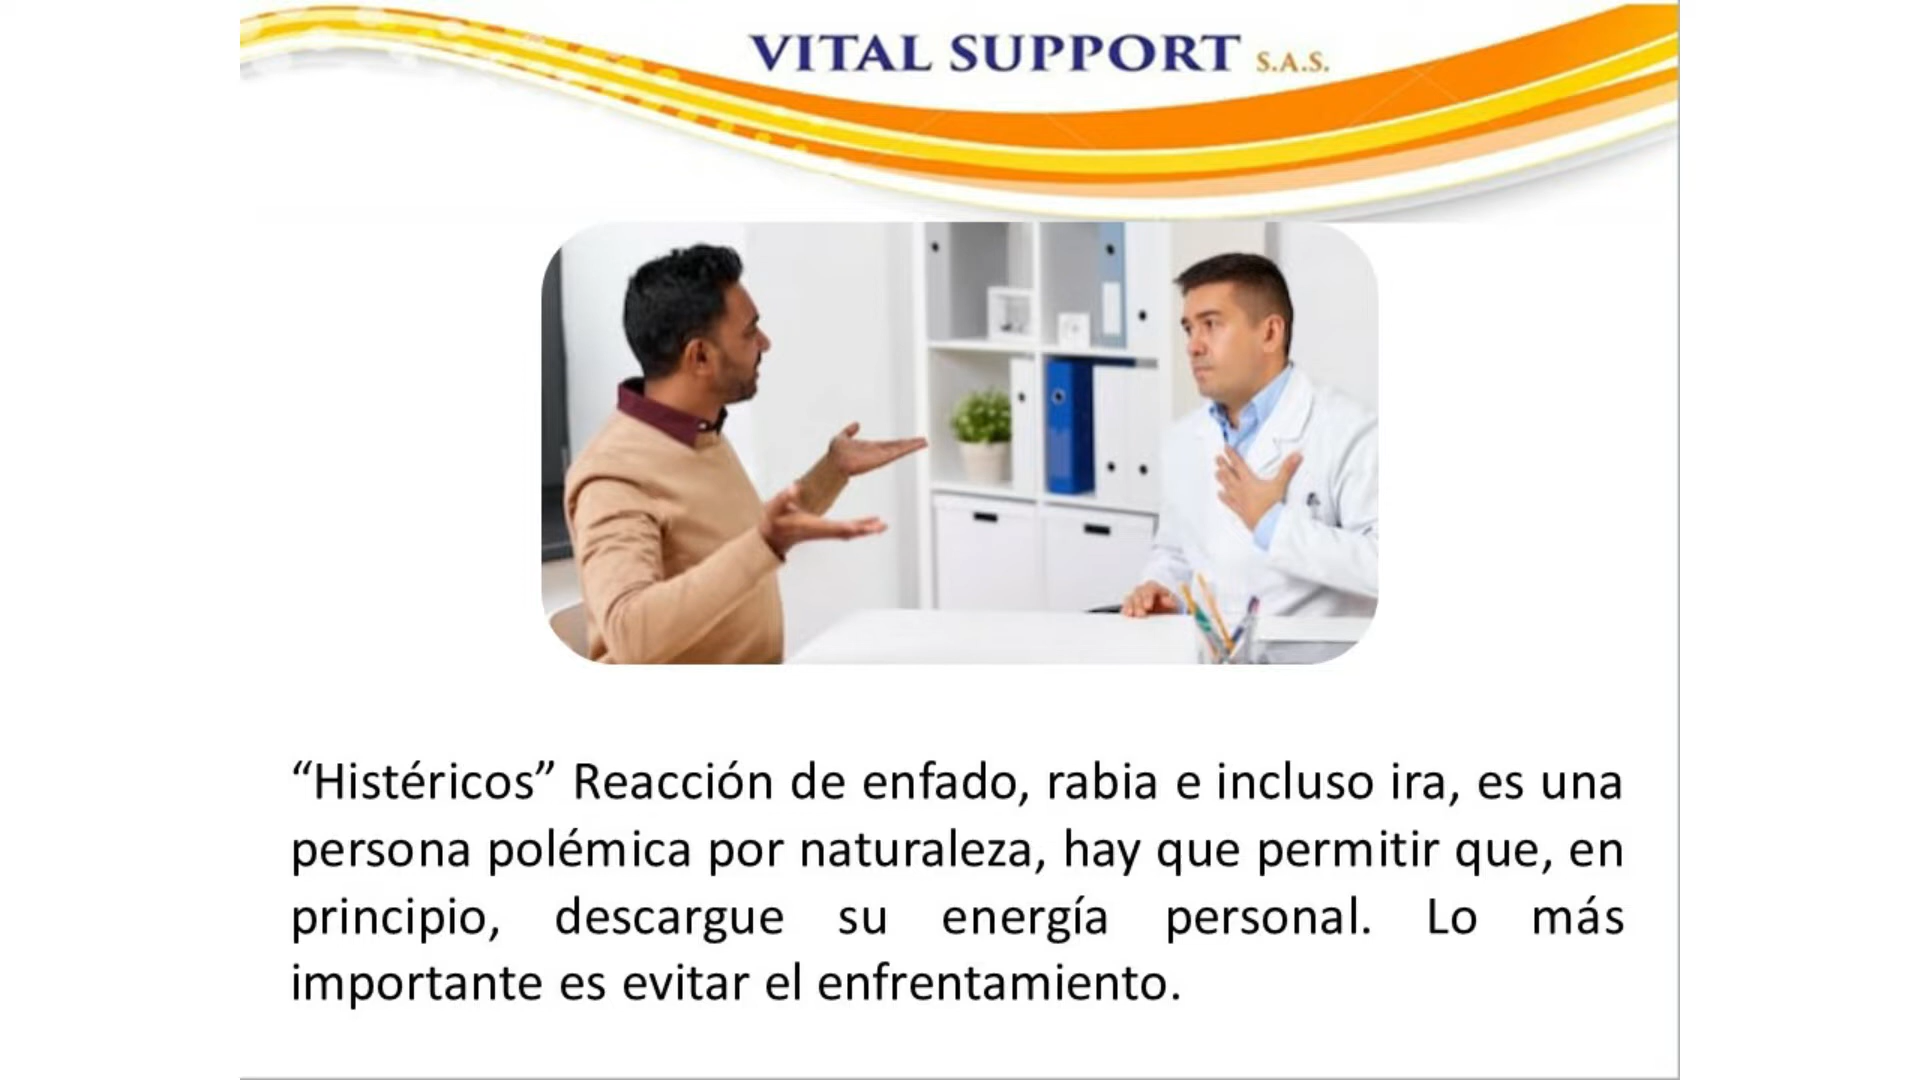 VITAL SUPPORT S.A.S.
“Histéricos” Reacción de enfado, rabia e incluso ira, es una
persona polémica por naturaleza, hay que permitir que, en
principio, descargue su energía personal. Lo más
importante es evitar el enfrentamiento.